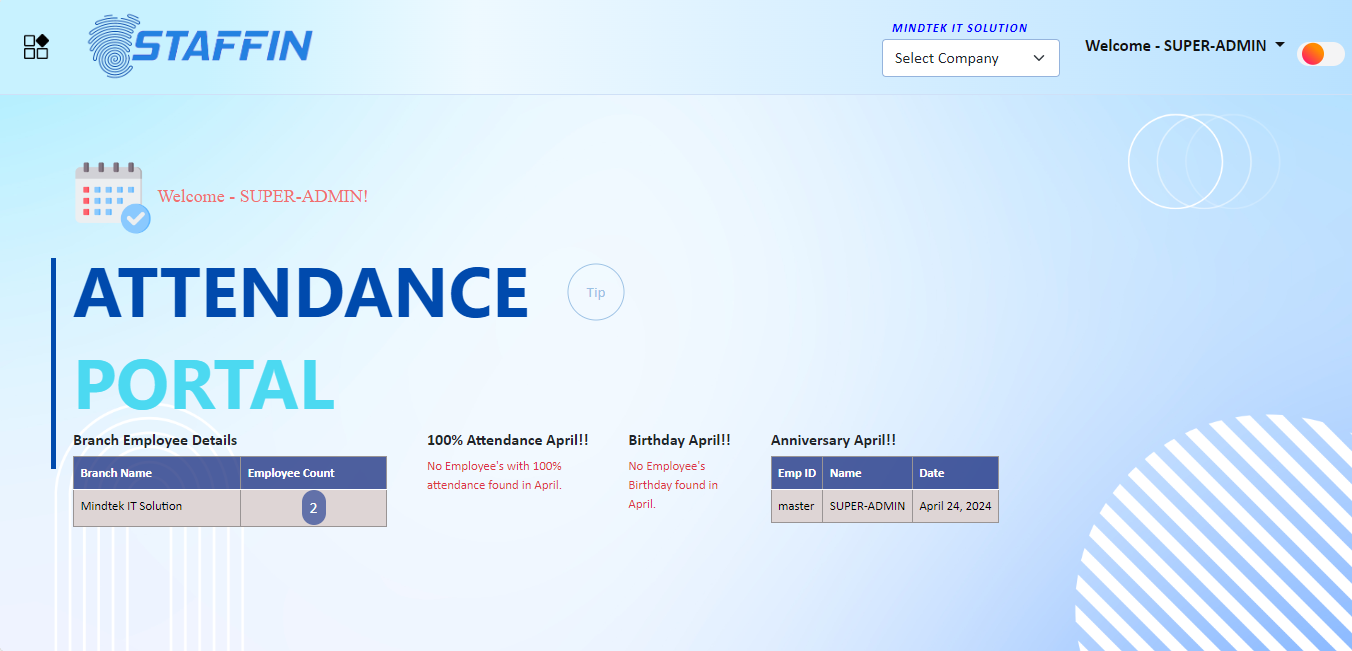 STAFFIN
MINDTEK IT SOLUTION
Select Company
Welcome - SUPER-ADMIN
Welcome - SUPER-ADMIN!
ATTENDANCE
Tip
PORTAL
Branch Employee Details
Branch Name Employee Count
Mindtek IT Solution 2
100% Attendance April!!
No Employee's with 100%
attendance found in April.
Birthday April!!
No Employee's
Birthday found in
April.
Anniversary April!!
Emp ID Name Date
master SUPER-ADMIN April 24, 2024